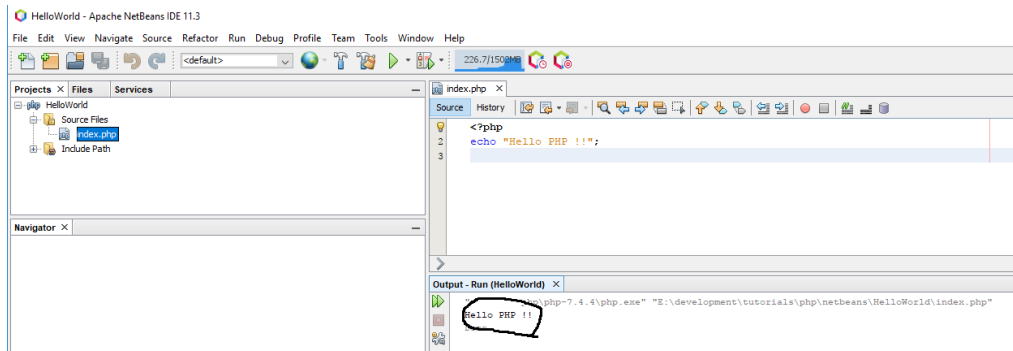 HelloWorld - Apache NetBeans IDE 11.3
File Edit View Navigate Source Refactor Run Debug Profile Team Tools Window Help
<default> 226.7/1502MB
Projects Files Services
php HelloWorld
Source Files
index.php
Include Path
Navigator
index.php
Source History
<?php
2 echo "Hello PHP !!";
3
Output - Run (HelloWorld)
\php-7.4.4\php.exe" "E:\development\tutorials\php\netbeans\HelloWorld\index.php"
Hello PHP !!